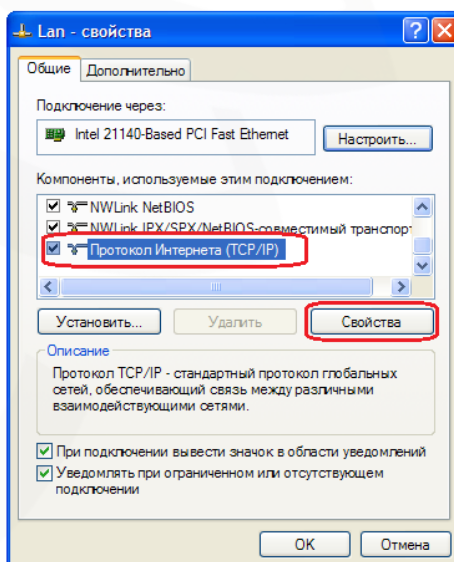 Lan - свойства
Общие Дополнительно
Подключение через:
Intel 21140-Based PCI Fast Ethernet Настроить...
Компоненты, используемые этим подключением:
NWLink NetBIOS
NWLink IPX/SPX/NetBIOS-совместимый транспорт
Протокол Интернета (TCP/IP)
Установить... Удалить Свойства
Описание
Протокол TCP/IP - стандартный протокол глобальных
сетей, обеспечивающий связь между различными
взаимодействующими сетями.
При подключении вывести значок в области уведомлений
Уведомлять при ограниченном или отсутствующем
подключении
OK Отмена